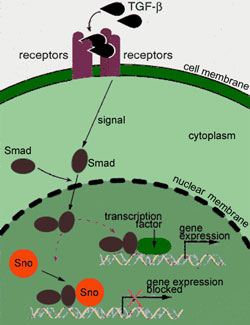 TGF-β
receptors
receptors
cell membrane
signal
cytoplasm
Smad
Smad
nuclear membrane
transcription
factor
gene
expression
Sno
Sno
gene expression
blocked